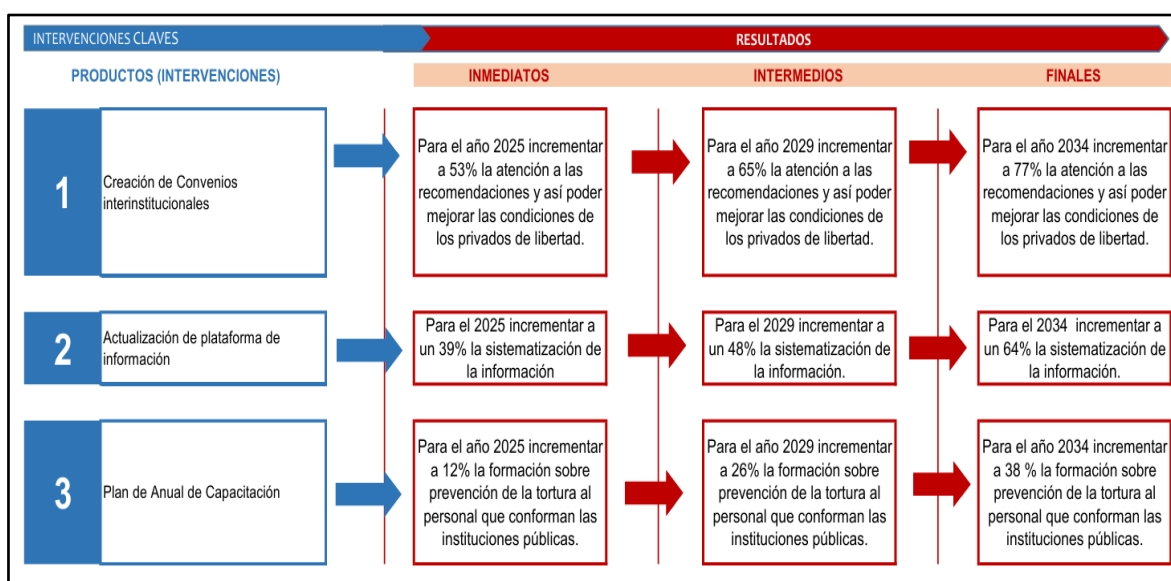 INTERVENCIONES CLAVES
RESULTADOS
PRODUCTOS (INTERVENCIONES)
INMEDIATOS
INTERMEDIOS
FINALES
1
Creación de Convenios
interinstitucionales
Para el año 2025 incrementar
a 53% la atención a las
recomendaciones y así poder
mejorar las condiciones de
los privados de libertad.
Para el año 2029 incrementar
a 65% la atención a las
recomendaciones y así poder
mejorar las condiciones de
los privados de libertad.
Para el año 2034 incrementar
a 77% la atención a las
recomendaciones y así poder
mejorar las condiciones de
los privados de libertad.
2
Actualización de plataforma de
información
Para el 2025 incrementar a
un 39% la sistematización de
la información
Para el 2029 incrementar a
un 48% la sistematización de
la información.
Para el 2034 incrementar a
un 64% la sistematización de
la información.
3
Plan de Anual de Capacitación
Para el año 2025 incrementar
a 12% la formación sobre
prevención de la tortura al
personal que conforman las
instituciones públicas.
Para el año 2029 incrementar
a 26% la formación sobre
prevención de la tortura al
personal que conforman las
instituciones públicas.
Para el año 2034 incrementar
a 38 % la formación sobre
prevención de la tortura al
personal que conforman las
instituciones públicas.